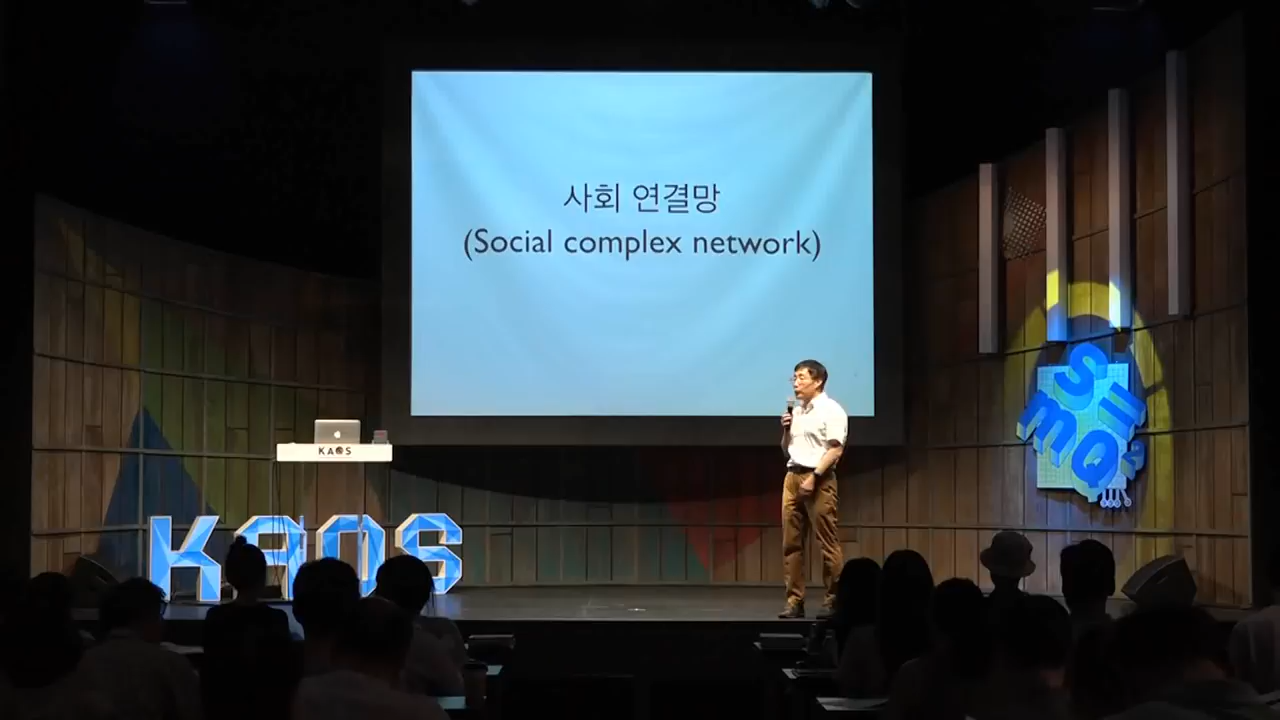 사회 연결망
(Social complex network)
KAOS
KAOS